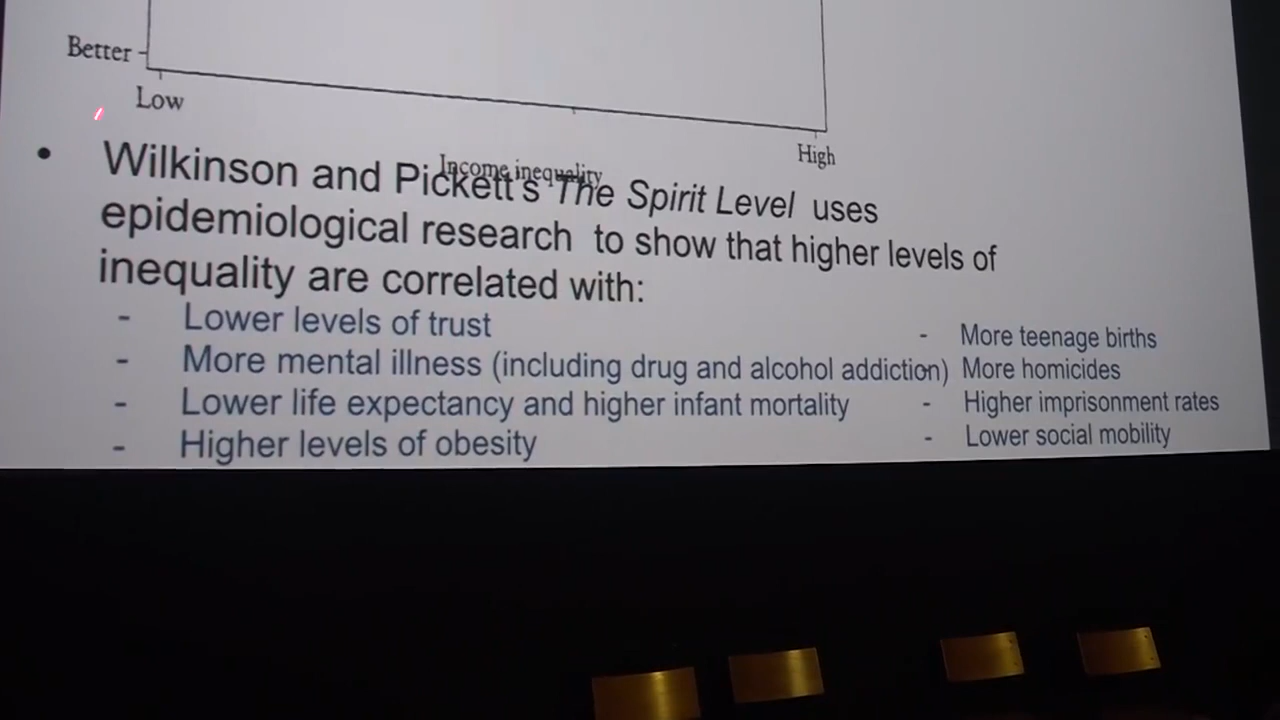 Better
Low
High
Income inequality
• Wilkinson and Pickett's The Spirit Level uses
epidemiological research to show that higher levels of
inequality are correlated with:
- Lower levels of trust
- More mental illness (including drug and alcohol addiction)
- Lower life expectancy and higher infant mortality
- Higher levels of obesity
- More teenage births
- More homicides
- Higher imprisonment rates
- Lower social mobility